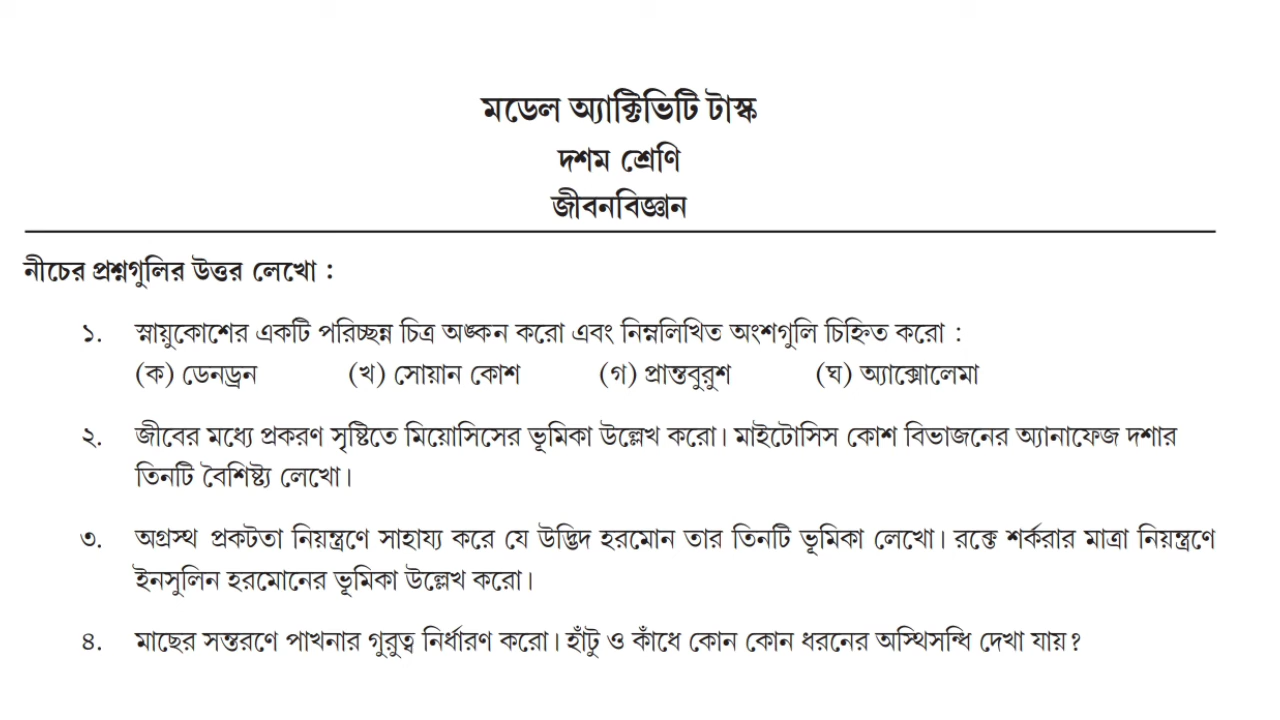 মডেল অ্যাক্টিভিটি টাস্ক
দশম শ্রেণি
জীবনবিজ্ঞান
নীচের প্রশ্নগুলির উত্তর লেখো :
১. স্নায়ুকোশের একটি পরিচ্ছন্ন চিত্র অঙ্কন করো এবং নিম্নলিখিত অংশগুলি চিহ্নিত করো :
(ক) ডেনড্রন (খ) সোয়ান কোশ (গ) প্রান্তবুরুশ (ঘ) অ্যাক্সোলেমা
২. জীবের মধ্যে প্রকরণ সৃষ্টিতে মিয়োসিসের ভূমিকা উল্লেখ করো। মাইটোসিস কোশ বিভাজনের অ্যানাফেজ দশার
তিনটি বৈশিষ্ট্য লেখো।
৩. অগ্রস্থ প্রকটতা নিয়ন্ত্রণে সাহায্য করে যে উদ্ভিদ হরমোন তার তিনটি ভূমিকা লেখো। রক্তে শর্করার মাত্রা নিয়ন্ত্রণে
ইনসুলিন হরমোনের ভূমিকা উল্লেখ করো।
৪. মাছের সন্তরণে পাখনার গুরুত্ব নির্ধারণ করো। হাঁটু ও কাঁধে কোন কোন ধরনের অস্থিসন্ধি দেখা যায়?